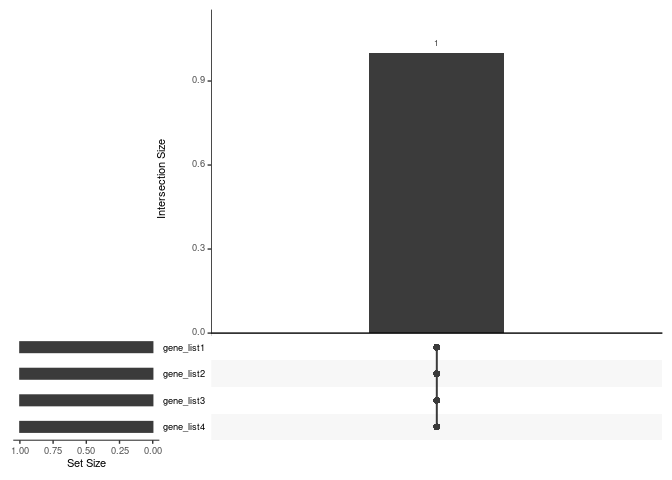 1
0.9
0.6
0.3
0.0
Intersection Size
gene_list1
gene_list2
gene_list3
gene_list4
1.00 0.75 0.50 0.25 0.00
Set Size